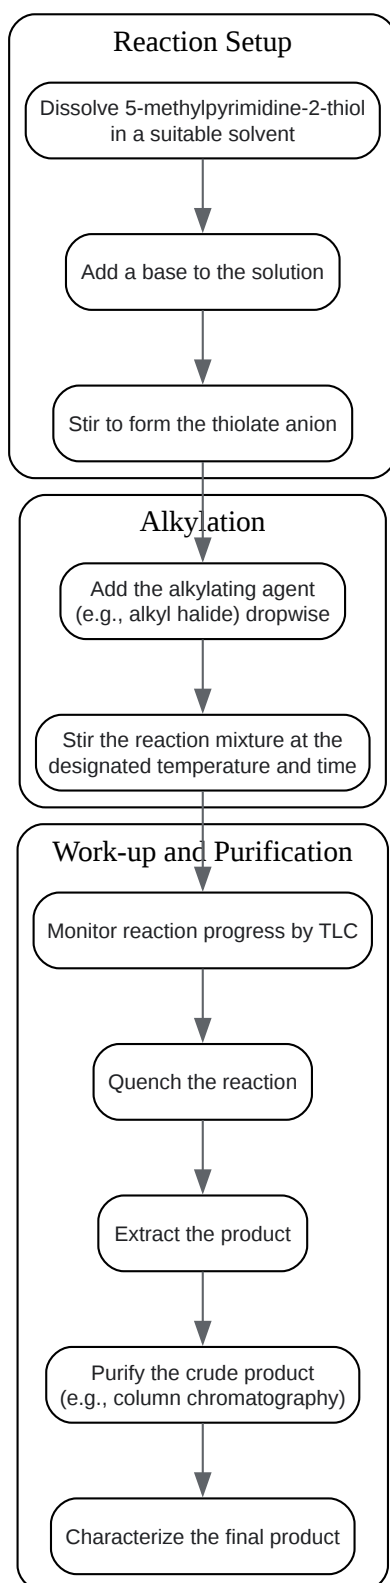 Reaction Setup
Dissolve 5-methylpyrimidine-2-thiol
in a suitable solvent
Add a base to the solution
Stir to form the thiolate anion
Alkylation
Add the alkylating agent
(e.g., alkyl halide) dropwise
Stir the reaction mixture at the
designated temperature and time
Work-up and Purification
Monitor reaction progress by TLC
Quench the reaction
Extract the product
Purify the crude product
(e.g., column chromatography)
Characterize the final product